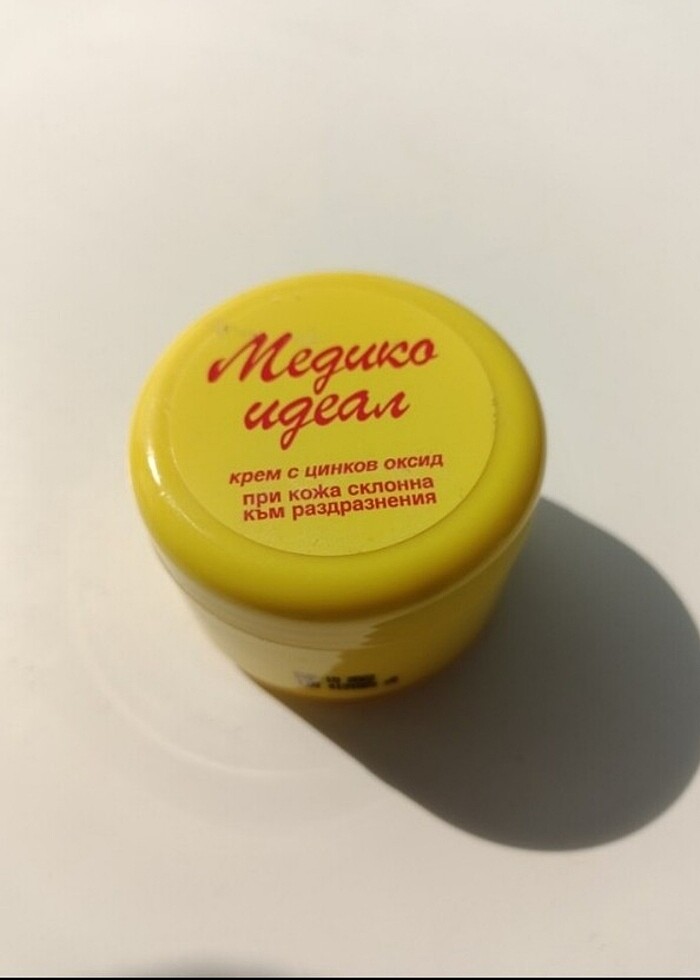 Медико
идеал
крем с цинков оксид
при кожа склонна
към раздразнения